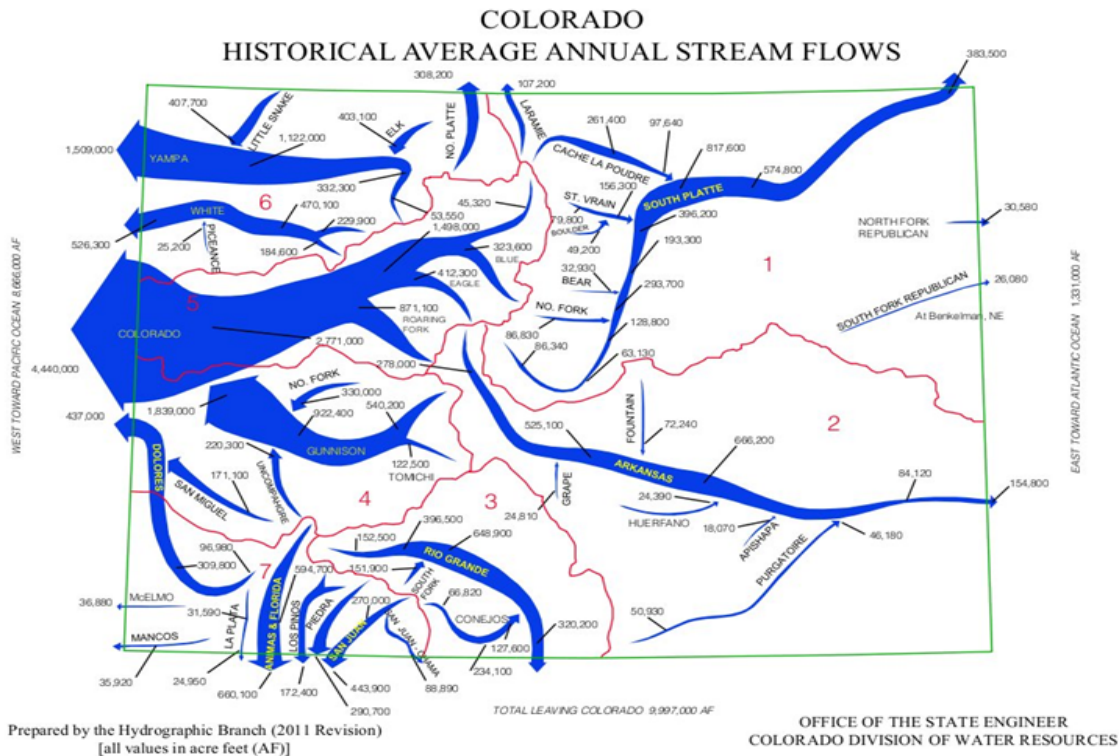 COLORADO
HISTORICAL AVERAGE ANNUAL STREAM FLOWS
383,500
308,200
107,200
407,700
LITTLE SNAKE
403,100
ELK
NO. PLATTE
LARAMIE
261,400
97,640
817,600
574,800
1,509,000
YAMPA
1,122,000
CACHE LA POUDRE
SOUTH PLATTE
332,300
156,300
ST. VRAIN
6
WHITE
470,100
53,550
45,320
79,800
BOULDER
396,200
NORTH FORK
REPUBLICAN
30,580
526,300
25,200
PICEANCE
184,600
229,900
1,498,000
323,600
BLUE
49,200
193,300
1
412,300
EAGLE
32,930
BEAR
293,700
26,080
5
871,100
ROARING
FORK
NO. FORK
128,800
SOUTH FORK REPUBLICAN
At Benkelman, NE
COLORADO
2,771,000
86,830
86,340
63,130
278,000
4,440,000
NO. FORK
330,000
437,000
1,839,000
922,400
540,200
FOUNTAIN
72,240
2
525,100
666,200
220,300
GUNNISON
122,500
TOMICHI
ARKANSAS
DOLORES
171,100
SAN MIGUEL
UNCOMPAHGRE
84,120
154,800
4
3
GRAPE
24,810
24,390
HUERFANO
18,070
APISHAPA
46,180
PURGATOIRE
396,500
648,900
152,500
RIO GRANDE
96,980
309,800
7
594,700
151,900
SOUTH
FORK
36,880
McELMO
31,590
LA PLATA
ANIMAS & FLORIDA
LOS PINOS
PIEDRA
270,000
SAN JUAN
66,820
CONEJOS
320,200
50,930
MANCOS
127,600
234,100
35,920
24,950
660,100
172,400
443,900
290,700
88,890
WEST TOWARD PACIFIC OCEAN 8,666,000 AF
EAST TOWARD ATLANTIC OCEAN 1,331,000 AF
TOTAL LEAVING COLORADO 9,997,000 AF
Prepared by the Hydrographic Branch (2011 Revision)
[all values in acre feet (AF)]
OFFICE OF THE STATE ENGINEER
COLORADO DIVISION OF WATER RESOURCES